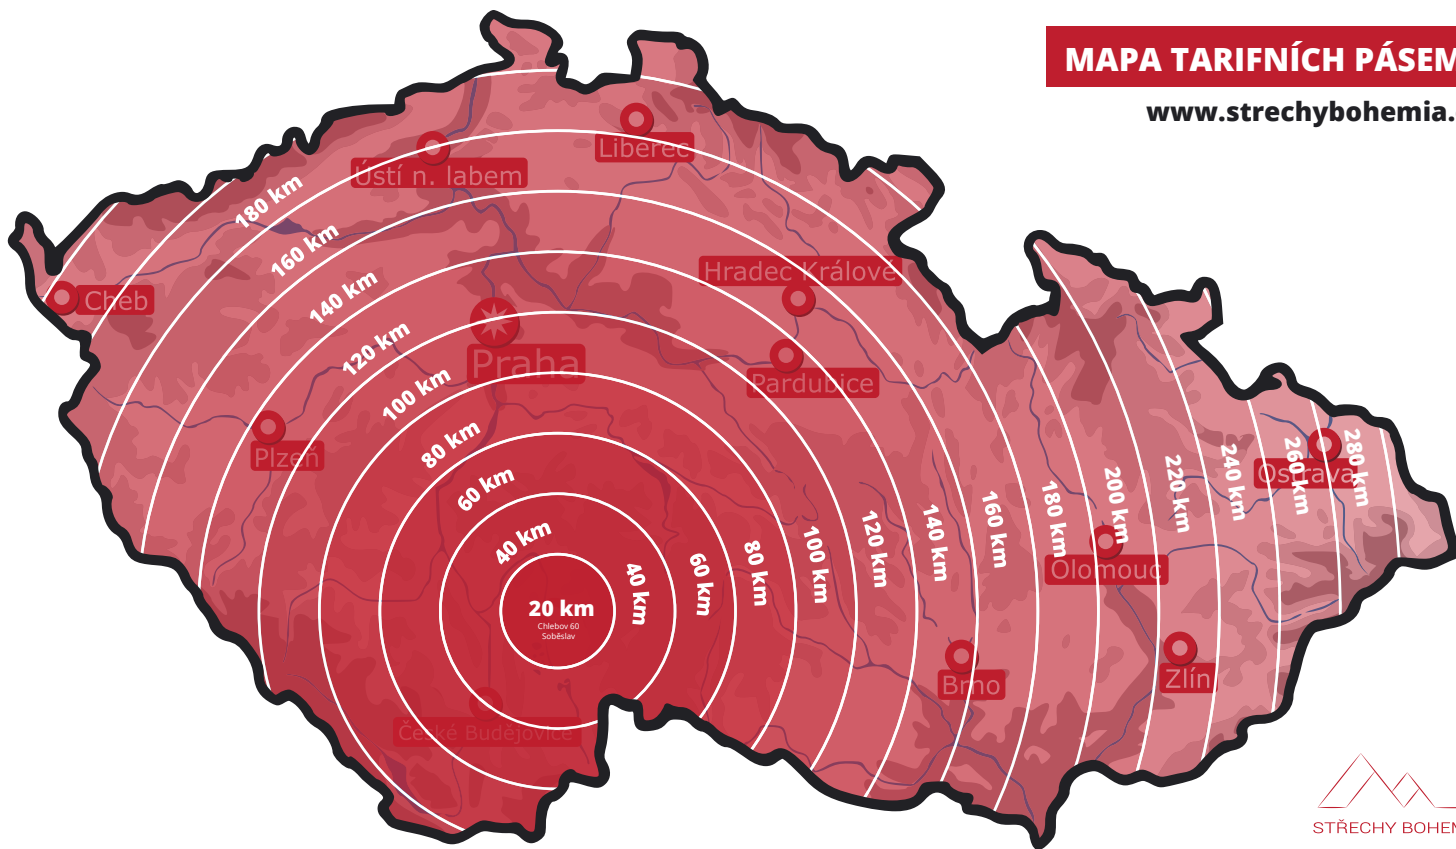 MAPA TARIFNÍCH PÁSEM
www.strechybohemia.
Liberec
Ústí n. labem
180 km
160 km
Hradec Králové
140 km
Cheb
120 km
Praha
Pardubice
100 km
80 km
Plzeň
60 km
40 km
20 km
Chlebov 60
Soběslav
40 km
60 km
80 km
100 km
120 km
140 km
160 km
180 km
200 km
220 km
240 km
260 km
280 km
Ostrava
Olomouc
Brno
Zlín
České Budějovice
STŘECHY BOHEM